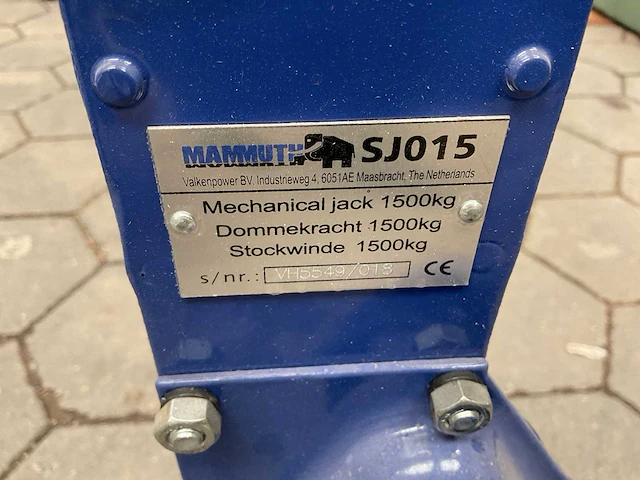 MAMMUTH SJ015
Valkenpower BV, Industrieweg 4, 6051AE Maasbracht, The Netherlands
Mechanical jack 1500kg
Dommekracht 1500kg
Stockwinde 1500kg
s/nr.: VH5549/018 CE